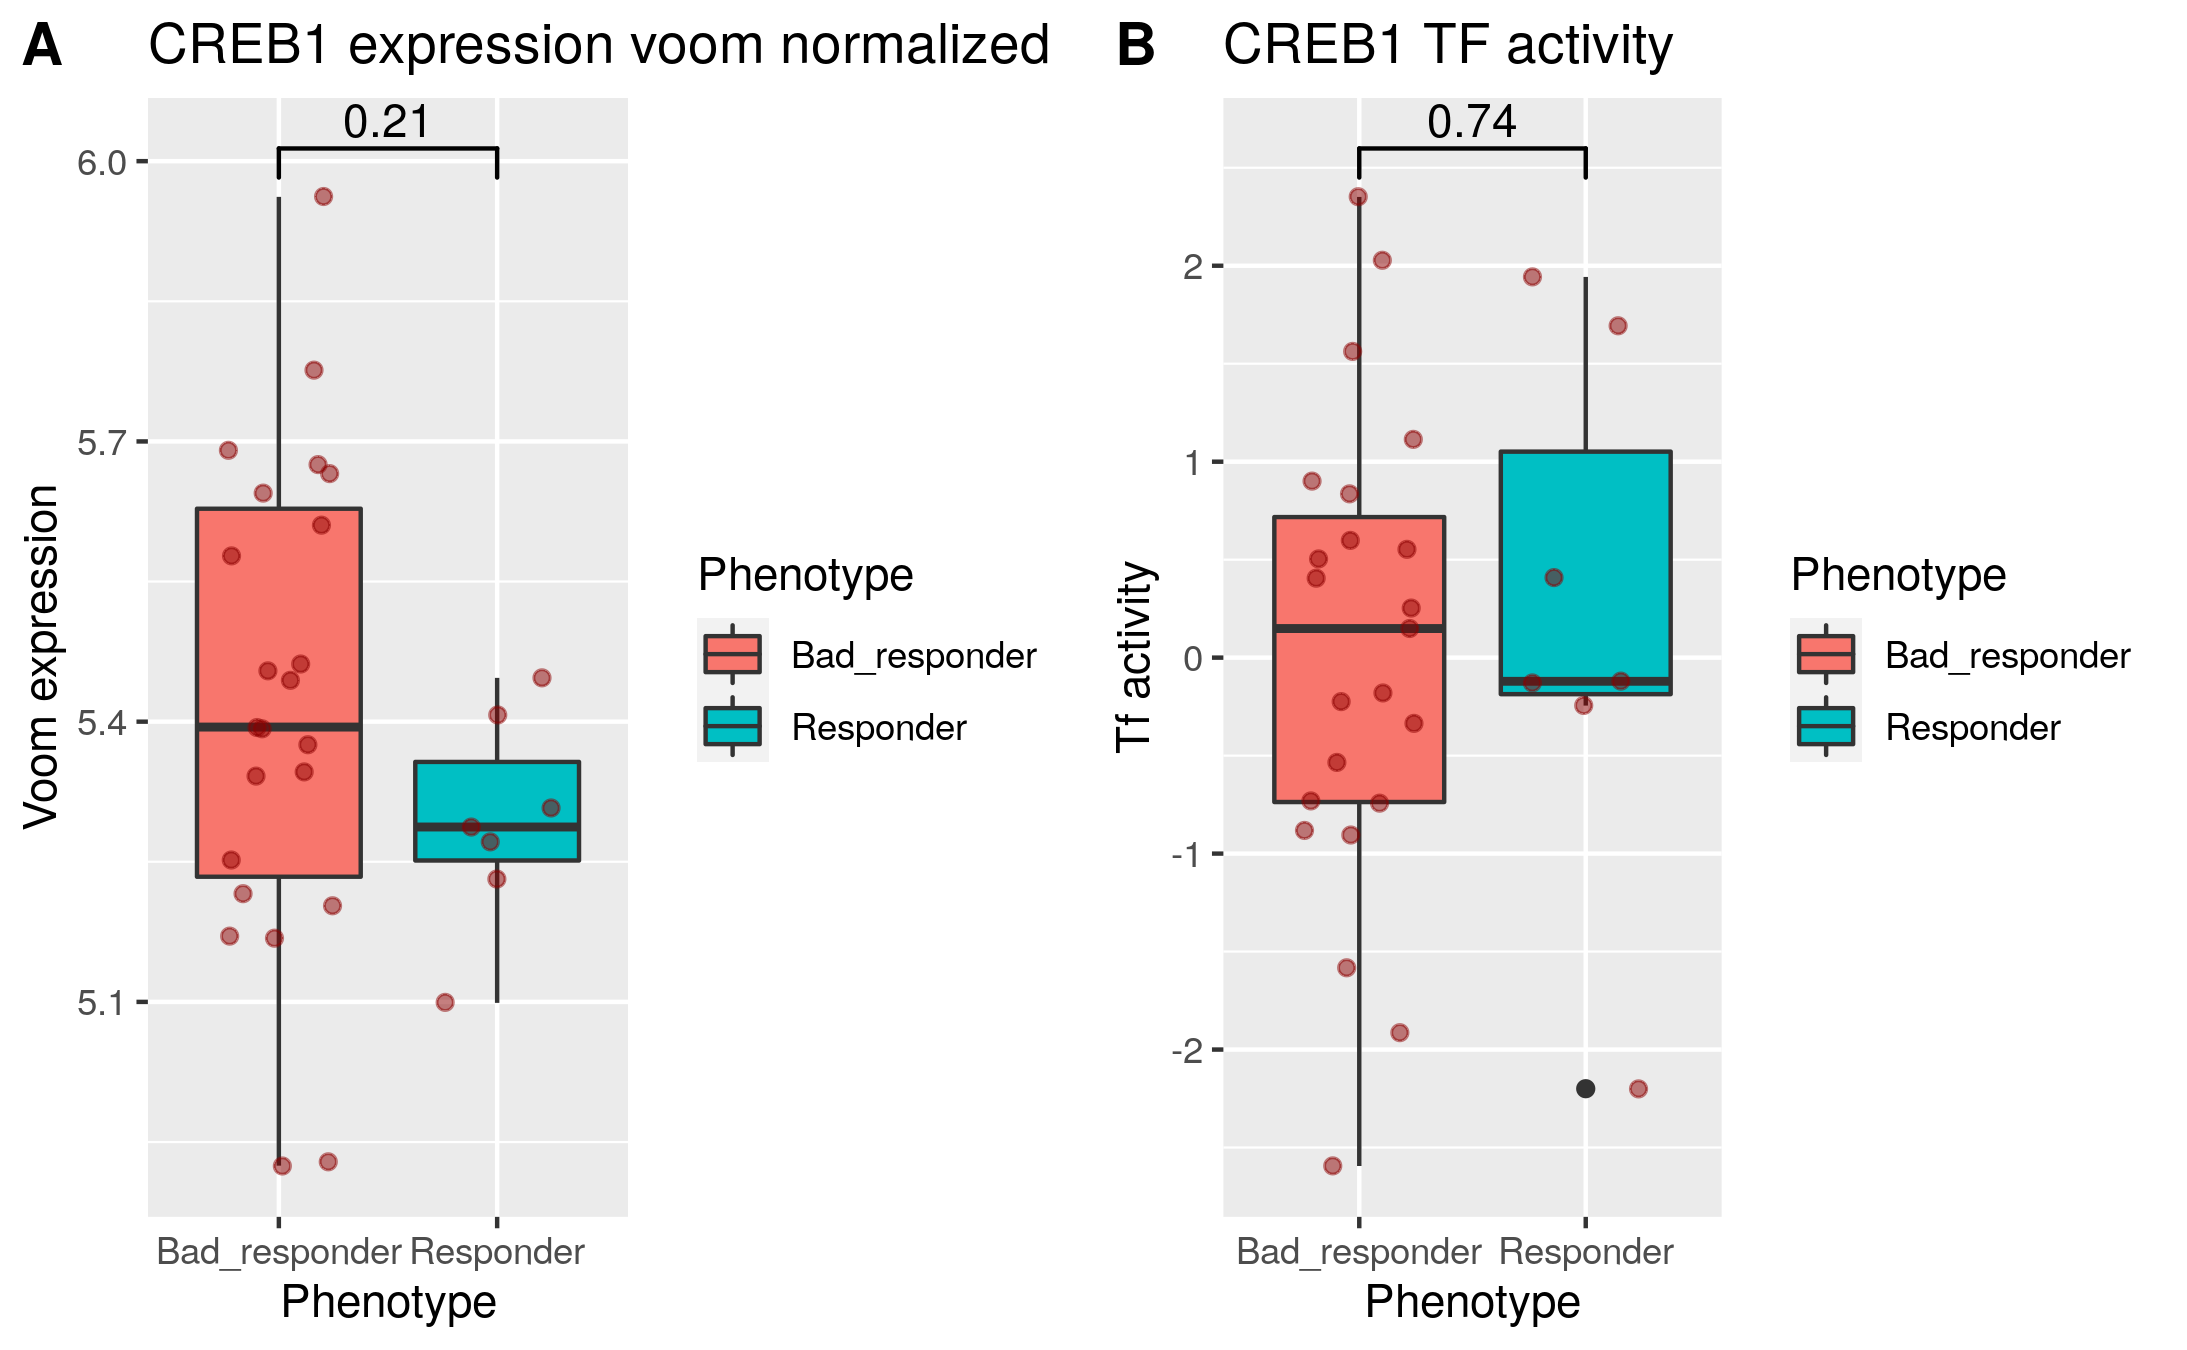 A CREB1 expression voom normalized
0.21
6.0
5.7
5.4
5.1
Voom expression
Bad_responder Responder
Phenotype
Phenotype
Bad_responder
Responder
B CREB1 TF activity
0.74
2
1
0
-1
-2
Tf activity
Bad_responder Responder
Phenotype
Phenotype
Bad_responder
Responder